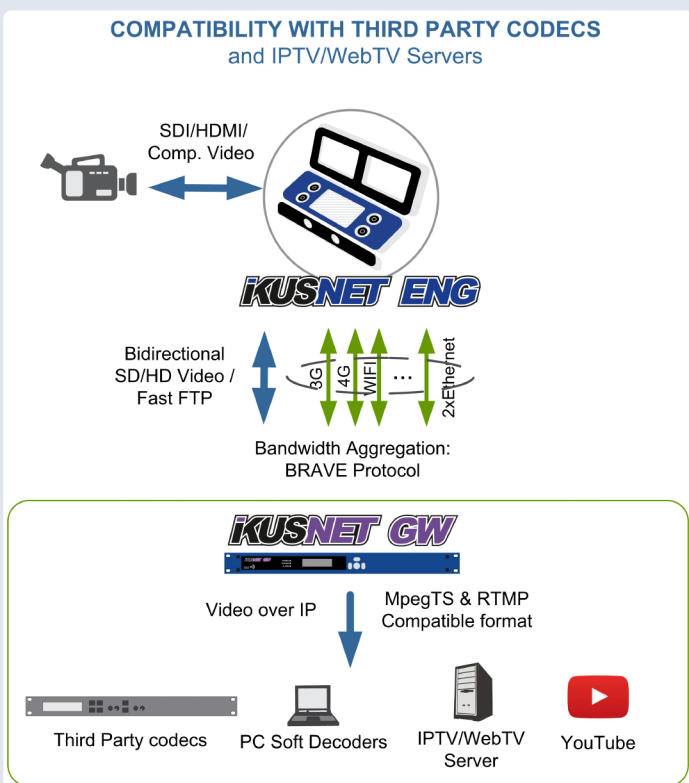 COMPATIBILITY WITH THIRD PARTY CODECS
and IPTV/WebTV Servers
SDI/HDMI/
Comp. Video
iKUSNET ENG
Bidirectional
SD/HD Video /
Fast FTP
3G
4G
WIFI
...
2xEthernet
Bandwidth Aggregation:
BRAVE Protocol
iKUSNET GW
Video over IP
MpegTS & RTMP
Compatible format
Third Party codecs
PC Soft Decoders
IPTV/WebTV
Server
YouTube